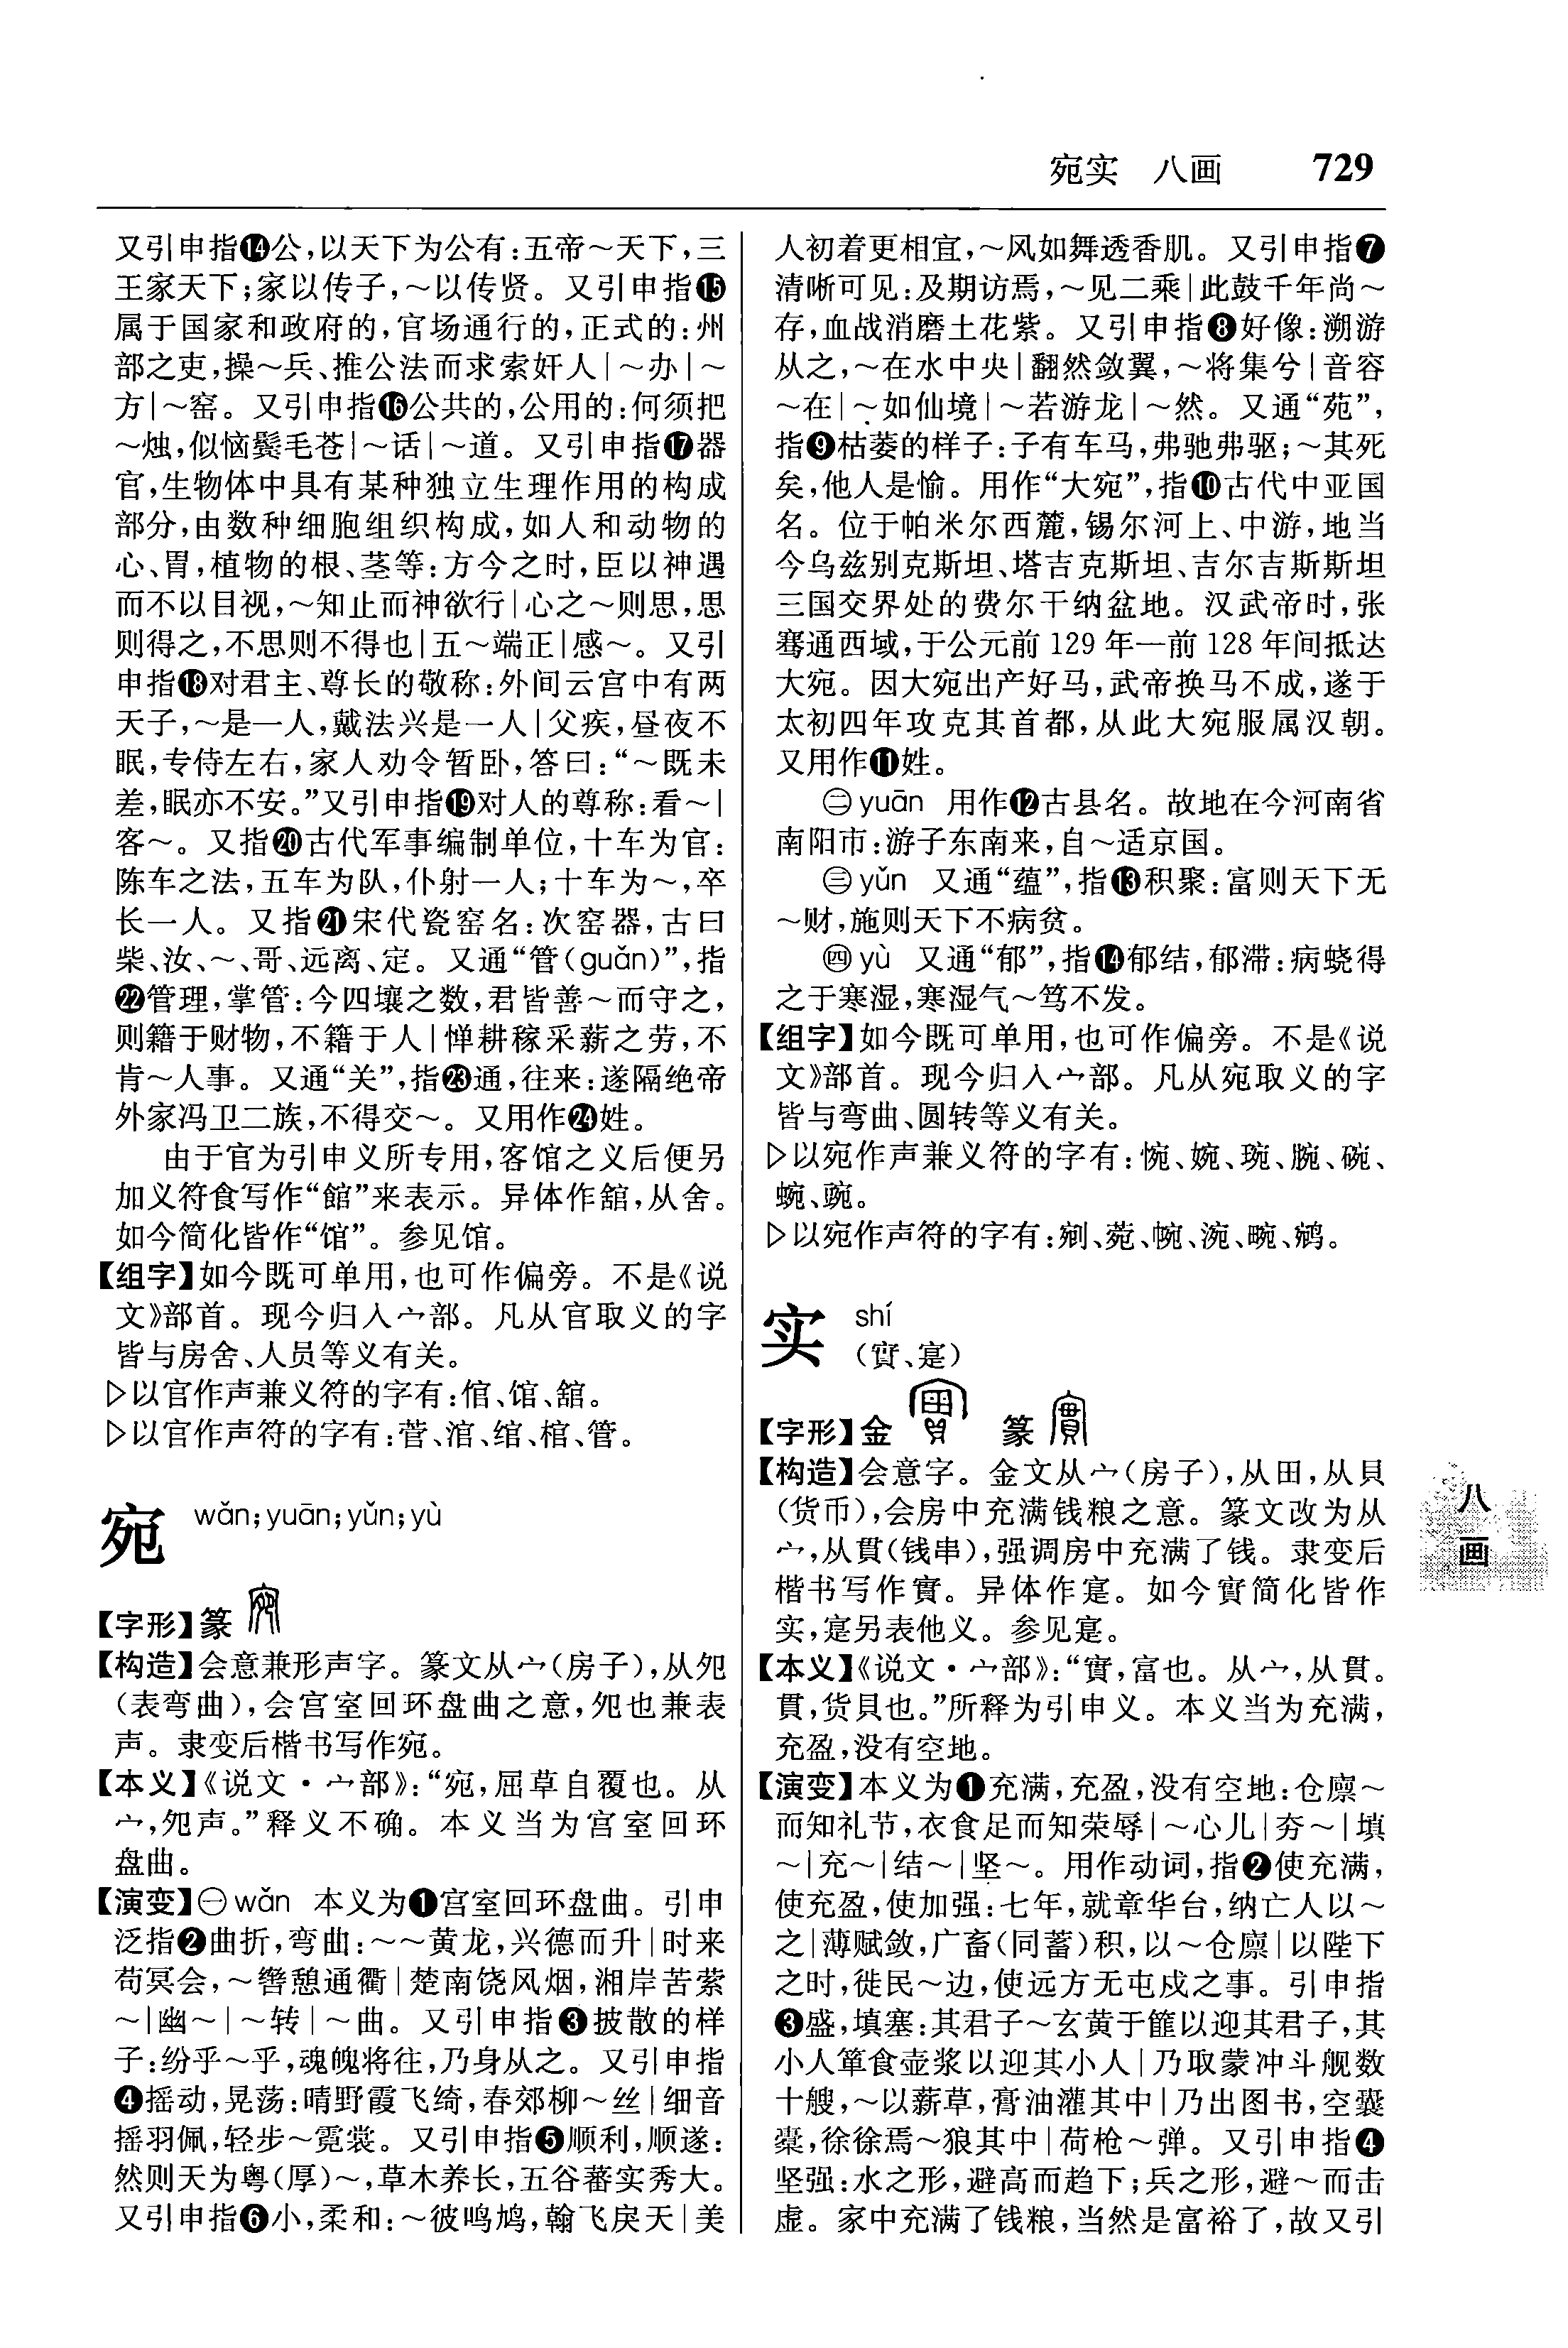 宛实 八画 729
又引申指⓮公,以天下为公有:五帝～天下,三
王家天下;家以传子,～以传贤。又引申指⓯
属于国家和政府的,官场通行的,正式的:州
部之吏,操～兵、推公法而求索奸人|～办|～
方|～窑。又引申指⓰公共的,公用的:何须把
～烛,似恼鬓毛苍|～话|～道。又引申指⓱器
官,生物体中具有某种独立生理作用的构成
部分,由数种细胞组织构成,如人和动物的
心、胃,植物的根、茎等:方今之时,臣以神遇
而不以目视,～知止而神欲行|心之～则思,思
则得之,不思则不得也|五～端正|感～。又引
申指⓲对君主、尊长的敬称:外间云宫中有两
天子,～是一人,戴法兴是一人|父疾,昼夜不
眠,专侍左右,家人劝令暂卧,答曰:“～既未
差,眠亦不安。”又引申指⓳对人的尊称:看～|
客～。又指⓴古代军事编制单位,十车为官:
陈车之法,五车为队,仆射一人;十车为～,卒
长一人。又指㉑宋代瓷窑名:次窑器,古曰
柴、汝、～、哥、远离、定。又通“管(guǎn)”,指
㉒管理,掌管:今四壤之数,君皆善～而守之,
则籍于财物,不籍于人|惮耕稼采薪之劳,不
肯～人事。又通“关”,指㉓通,往来:遂隔绝帝
外家冯卫二族,不得交～。又用作㉔姓。
由于官为引申义所专用,客馆之义后便另
加义符食写作“館”来表示。异体作舘,从舍。
如今简化皆作“馆”。参见馆。
【组字】如今既可单用,也可作偏旁。不是《说
文》部首。现今归入宀部。凡从官取义的字
皆与房舍、人员等义有关。
▷以官作声兼义符的字有:倌、馆、舘。
▷以官作声符的字有:菅、涫、绾、棺、管。
宛 wǎn;yuān;yǔn;yù
【字形】篆
【构造】会意兼形声字。篆文从宀(房子),从夗
(表弯曲),会宫室回环盘曲之意,夗也兼表
声。隶变后楷书写作宛。
【本义】《说文·宀部》:“宛,屈草自覆也。从
宀,夗声。”释义不确。本义当为宫室回环
盘曲。
【演变】㊀wǎn 本义为❶宫室回环盘曲。引申
泛指❷曲折,弯曲:～～黄龙,兴德而升|时来
苟冥会,～辔憩通衢|楚南饶风烟,湘岸苦萦
～|幽～|～转|～曲。又引申指❸披散的样
子:纷乎～乎,魂魄将往,乃身从之。又引申指
❹摇动,晃荡:晴野霞飞绮,春郊柳～丝|细音
摇羽佩,轻步～霓裳。又引申指❺顺利,顺遂:
然则天为粤(厚)～,草木养长,五谷蕃实秀大。
又引申指❻小,柔和:～彼鸣鸠,翰飞戾天|美
人初着更相宜,～风如舞透香肌。又引申指❼
清晰可见:及期访焉,～见二乘|此鼓千年尚～
存,血战消磨土花紫。又引申指❽好像:溯游
从之,～在水中央|翻然敛翼,～将集兮|音容
～在|～如仙境|～若游龙|～然。又通“苑”,
指❾枯萎的样子:子有车马,弗驰弗驱;～其死
矣,他人是愉。用作“大宛”,指❿古代中亚国
名。位于帕米尔西麓,锡尔河上、中游,地当
今乌兹别克斯坦、塔吉克斯坦、吉尔吉斯斯坦
三国交界处的费尔干纳盆地。汉武帝时,张
骞通西域,于公元前129年—前128年间抵达
大宛。因大宛出产好马,武帝换马不成,遂于
太初四年攻克其首都,从此大宛服属汉朝。
又用作⓫姓。
㊁yuān 用作⓬古县名。故地在今河南省
南阳市:游子东南来,自～适京国。
㊂yǔn 又通“蕴”,指⓭积聚:富则天下无
～财,施则天下不病贫。
㊃yù 又通“郁”,指⓮郁结,郁滞:病蛲得
之于寒湿,寒湿气～笃不发。
【组字】如今既可单用,也可作偏旁。不是《说
文》部首。现今归入宀部。凡从宛取义的字
皆与弯曲、圆转等义有关。
▷以宛作声兼义符的字有:惋、婉、琬、腕、碗、
蜿、豌。
▷以宛作声符的字有:剜、菀、帵、涴、畹、鹓。
实 shí
(實、寔)
【字形】金 篆
【构造】会意字。金文从宀(房子),从田,从貝
(货币),会房中充满钱粮之意。篆文改为从
宀,从貫(钱串),强调房中充满了钱。隶变后
楷书写作實。异体作寔。如今實简化皆作
实,寔另表他义。参见寔。
【本义】《说文·宀部》:“實,富也。从宀,从貫。
貫,货貝也。”所释为引申义。本义当为充满,
充盈,没有空地。
【演变】本义为❶充满,充盈,没有空地:仓廪～
而知礼节,衣食足而知荣辱|～心儿|夯～|填
～|充～|结～|坚～。用作动词,指❷使充满,
使充盈,使加强:七年,就章华台,纳亡人以～
之|薄赋敛,广畜(同蓄)积,以～仓廪|以陛下
之时,徙民～边,使远方无屯戍之事。引申指
❸盛,填塞:其君子～玄黄于篚以迎其君子,其
小人箪食壶浆以迎其小人|乃取蒙冲斗舰数
十艘,～以薪草,膏油灌其中|乃出图书,空囊
橐,徐徐焉～狼其中|荷枪～弹。又引申指❹
坚强:水之形,避高而趋下;兵之形,避～而击
虚。家中充满了钱粮,当然是富裕了,故又引
八
画